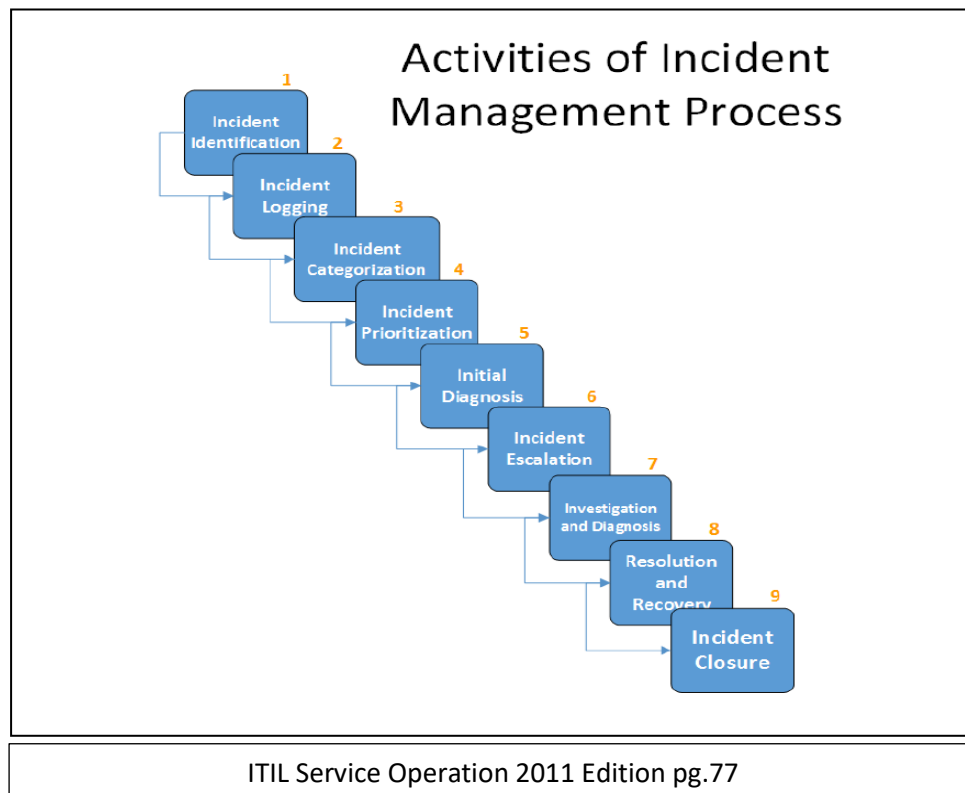 Activities of Incident
Management Process
1
Incident
Identification
2
Incident
Logging
3
Incident
Categorization
4
Incident
Prioritization
5
Initial
Diagnosis
6
Incident
Escalation
7
Investigation
and Diagnosis
8
Resolution
and
Recovery
9
Incident
Closure
ITIL Service Operation 2011 Edition pg.77